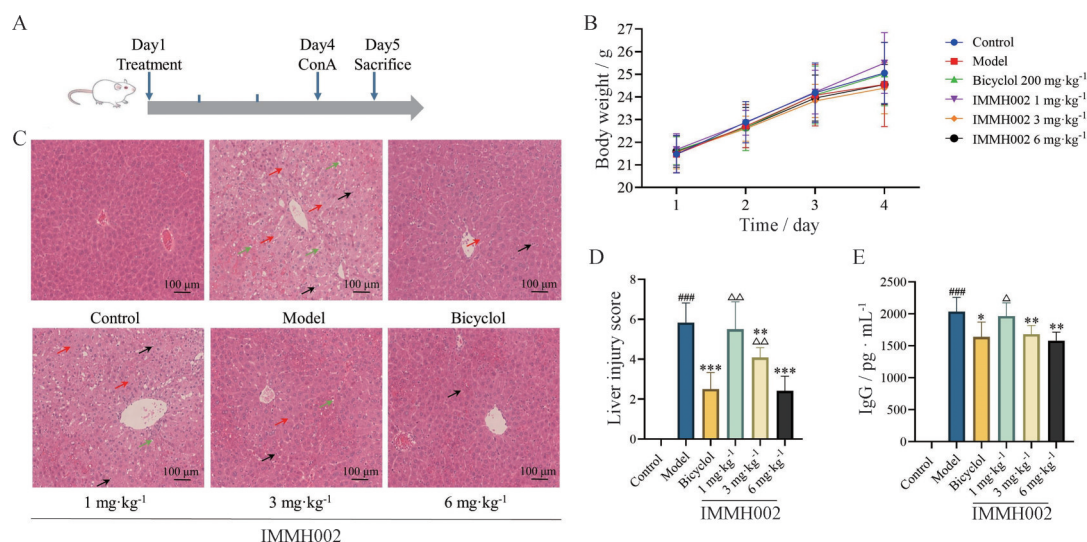 A
Day1
Treatment
Day4
ConA
Day5
Sacrifice
B
Body weight / g
27
26
25
24
23
22
21
20
1 2 3 4
Time / day
Control
Model
Bicyclol 200 mg·kg⁻¹
IMMH002 1 mg·kg⁻¹
IMMH002 3 mg·kg⁻¹
IMMH002 6 mg·kg⁻¹
C
100 μm
100 μm
100 μm
Control Model Bicyclol
100 μm
100 μm
100 μm
1 mg·kg⁻¹ 3 mg·kg⁻¹ 6 mg·kg⁻¹
IMMH002
D
Liver injury score
8
6
4
2
0
###
***
△△
**
△△
***
Control
Model
Bicyclol
1 mg·kg⁻¹
3 mg·kg⁻¹
6 mg·kg⁻¹
IMMH002
E
IgG / pg · mL⁻¹
2500
2000
1500
1000
500
0
###
*
△
**
**
Control
Model
Bicyclol
1 mg·kg⁻¹
3 mg·kg⁻¹
6 mg·kg⁻¹
IMMH002